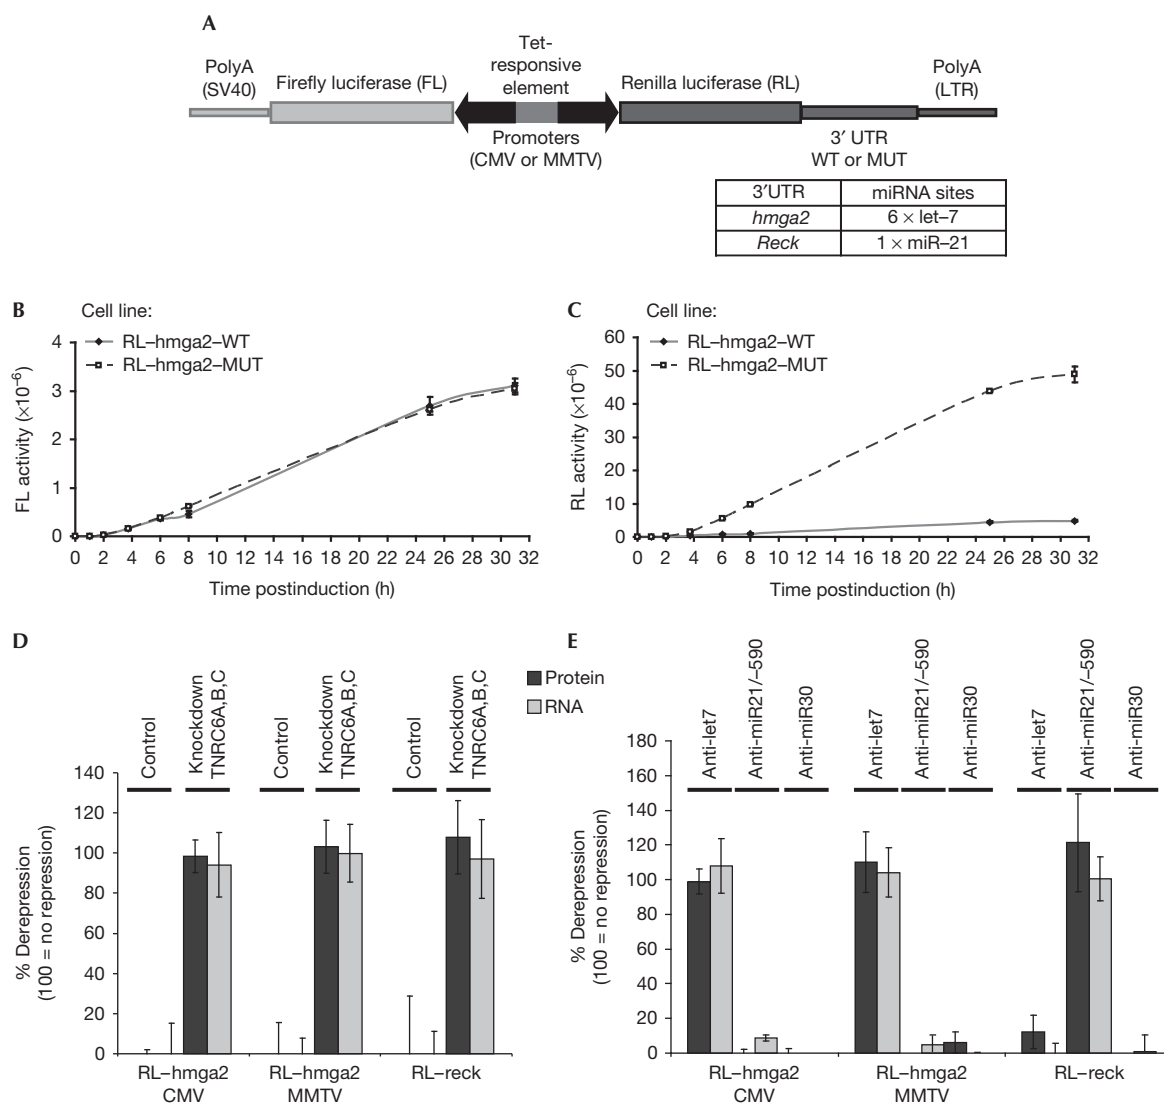 A
PolyA
(SV40)
Firefly luciferase (FL)
Tet-
responsive
element
Renilla luciferase (RL)
PolyA
(LTR)
Promoters
(CMV or MMTV)
3′ UTR
WT or MUT
3′UTR miRNA sites
hmga2 6 × let–7
Reck 1 × miR–21
B
Cell line:
RL–hmga2–WT
RL–hmga2–MUT
FL activity (×10⁻⁶)
4
3
2
1
0
0 2 4 6 8 10 12 14 16 18 20 22 24 26 28 30 32
Time postinduction (h)
C
Cell line:
RL–hmga2–WT
RL–hmga2–MUT
RL activity (×10⁻⁶)
60
50
40
30
20
10
0
0 2 4 6 8 10 12 14 16 18 20 22 24 26 28 30 32
Time postinduction (h)
D
Protein
RNA
Control
Knockdown
TNRC6A,B,C
Control
Knockdown
TNRC6A,B,C
Control
Knockdown
TNRC6A,B,C
% Derepression
(100 = no repression)
140
120
100
80
60
40
20
0
RL–hmga2
CMV
RL–hmga2
MMTV
RL–reck
E
Anti-let7
Anti-miR21/–590
Anti-miR30
Anti-let7
Anti-miR21/–590
Anti-miR30
Anti-let7
Anti-miR21/–590
Anti-miR30
% Derepression
(100 = no repression)
180
160
140
120
100
80
60
40
20
0
RL–hmga2
CMV
RL–hmga2
MMTV
RL–reck